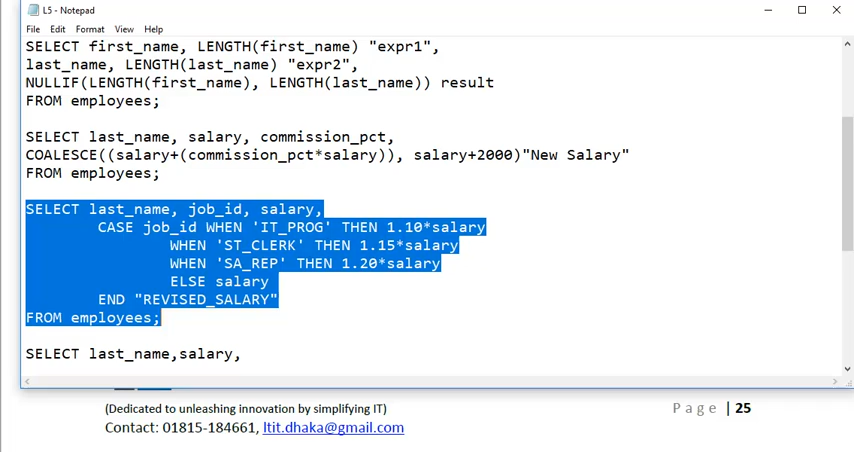 L5 - Notepad
File Edit Format View Help
SELECT first_name, LENGTH(first_name) "expr1",
last_name, LENGTH(last_name) "expr2",
NULLIF(LENGTH(first_name), LENGTH(last_name)) result
FROM employees;
SELECT last_name, salary, commission_pct,
COALESCE((salary+(commission_pct*salary)), salary+2000)"New Salary"
FROM employees;
SELECT last_name, job_id, salary,
CASE job_id WHEN 'IT_PROG' THEN 1.10*salary
WHEN 'ST_CLERK' THEN 1.15*salary
WHEN 'SA_REP' THEN 1.20*salary
ELSE salary
END "REVISED_SALARY"
FROM employees;
SELECT last_name,salary,
(Dedicated to unleashing innovation by simplifying IT)
Page | 25
Contact: 01815-184661, ltit.dhaka@gmail.com